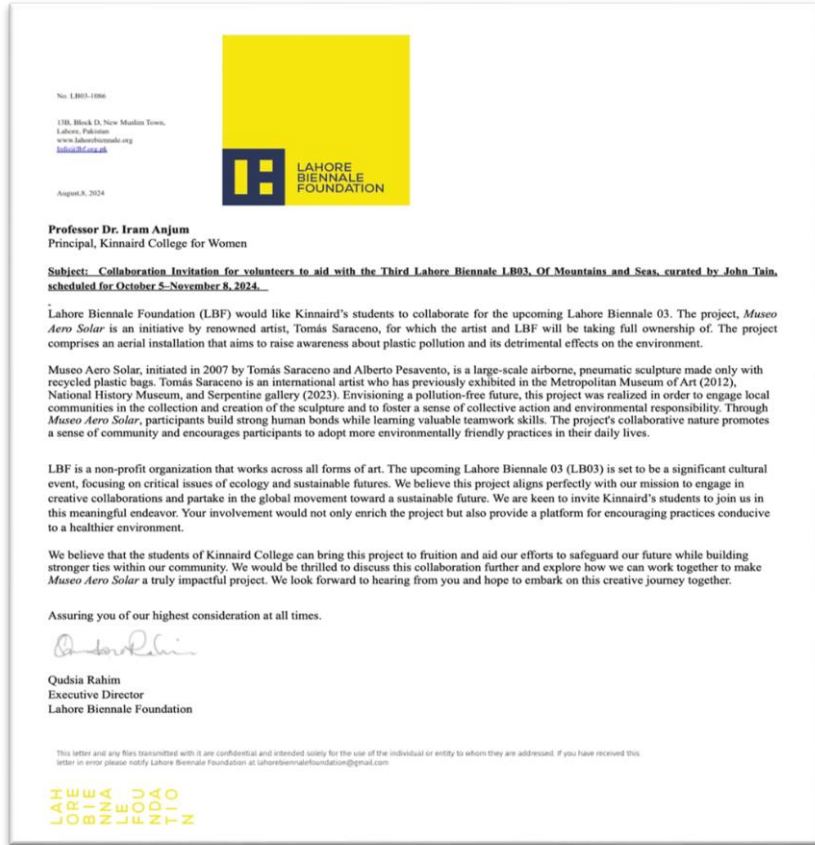 No. LB03-1086
13B, Block D, New Muslim Town,
Lahore, Pakistan
www.lahorebiennale.org
Info@lbf.org.pk
August,8, 2024
LAHORE
BIENNALE
FOUNDATION
Professor Dr. Iram Anjum
Principal, Kinnaird College for Women
Subject: Collaboration Invitation for volunteers to aid with the Third Lahore Biennale LB03, Of Mountains and Seas, curated by John Tain,
scheduled for October 5–November 8, 2024.
Lahore Biennale Foundation (LBF) would like Kinnaird's students to collaborate for the upcoming Lahore Biennale 03. The project, Museo
Aero Solar is an initiative by renowned artist, Tomás Saraceno, for which the artist and LBF will be taking full ownership of. The project
comprises an aerial installation that aims to raise awareness about plastic pollution and its detrimental effects on the environment.
Museo Aero Solar, initiated in 2007 by Tomás Saraceno and Alberto Pesavento, is a large-scale airborne, pneumatic sculpture made only with
recycled plastic bags. Tomás Saraceno is an international artist who has previously exhibited in the Metropolitan Museum of Art (2012),
National History Museum, and Serpentine gallery (2023). Envisioning a pollution-free future, this project was realized in order to engage local
communities in the collection and creation of the sculpture and to foster a sense of collective action and environmental responsibility. Through
Museo Aero Solar, participants build strong human bonds while learning valuable teamwork skills. The project's collaborative nature promotes
a sense of community and encourages participants to adopt more environmentally friendly practices in their daily lives.
LBF is a non-profit organization that works across all forms of art. The upcoming Lahore Biennale 03 (LB03) is set to be a significant cultural
event, focusing on critical issues of ecology and sustainable futures. We believe this project aligns perfectly with our mission to engage in
creative collaborations and partake in the global movement toward a sustainable future. We are keen to invite Kinnaird's students to join us in
this meaningful endeavor. Your involvement would not only enrich the project but also provide a platform for encouraging practices conducive
to a healthier environment.
We believe that the students of Kinnaird College can bring this project to fruition and aid our efforts to safeguard our future while building
stronger ties within our community. We would be thrilled to discuss this collaboration further and explore how we can work together to make
Museo Aero Solar a truly impactful project. We look forward to hearing from you and hope to embark on this creative journey together.
Assuring you of our highest consideration at all times.
Qudsia Rahim
Executive Director
Lahore Biennale Foundation
This letter and any files transmitted with it are confidential and intended solely for the use of the individual or entity to whom they are addressed. If you have received this
letter in error please notify Lahore Biennale Foundation at lahorebiennalefoundation@gmail.com
LAH
ORE
BIE
NNA
LE
FOU
NDA
TIO
N